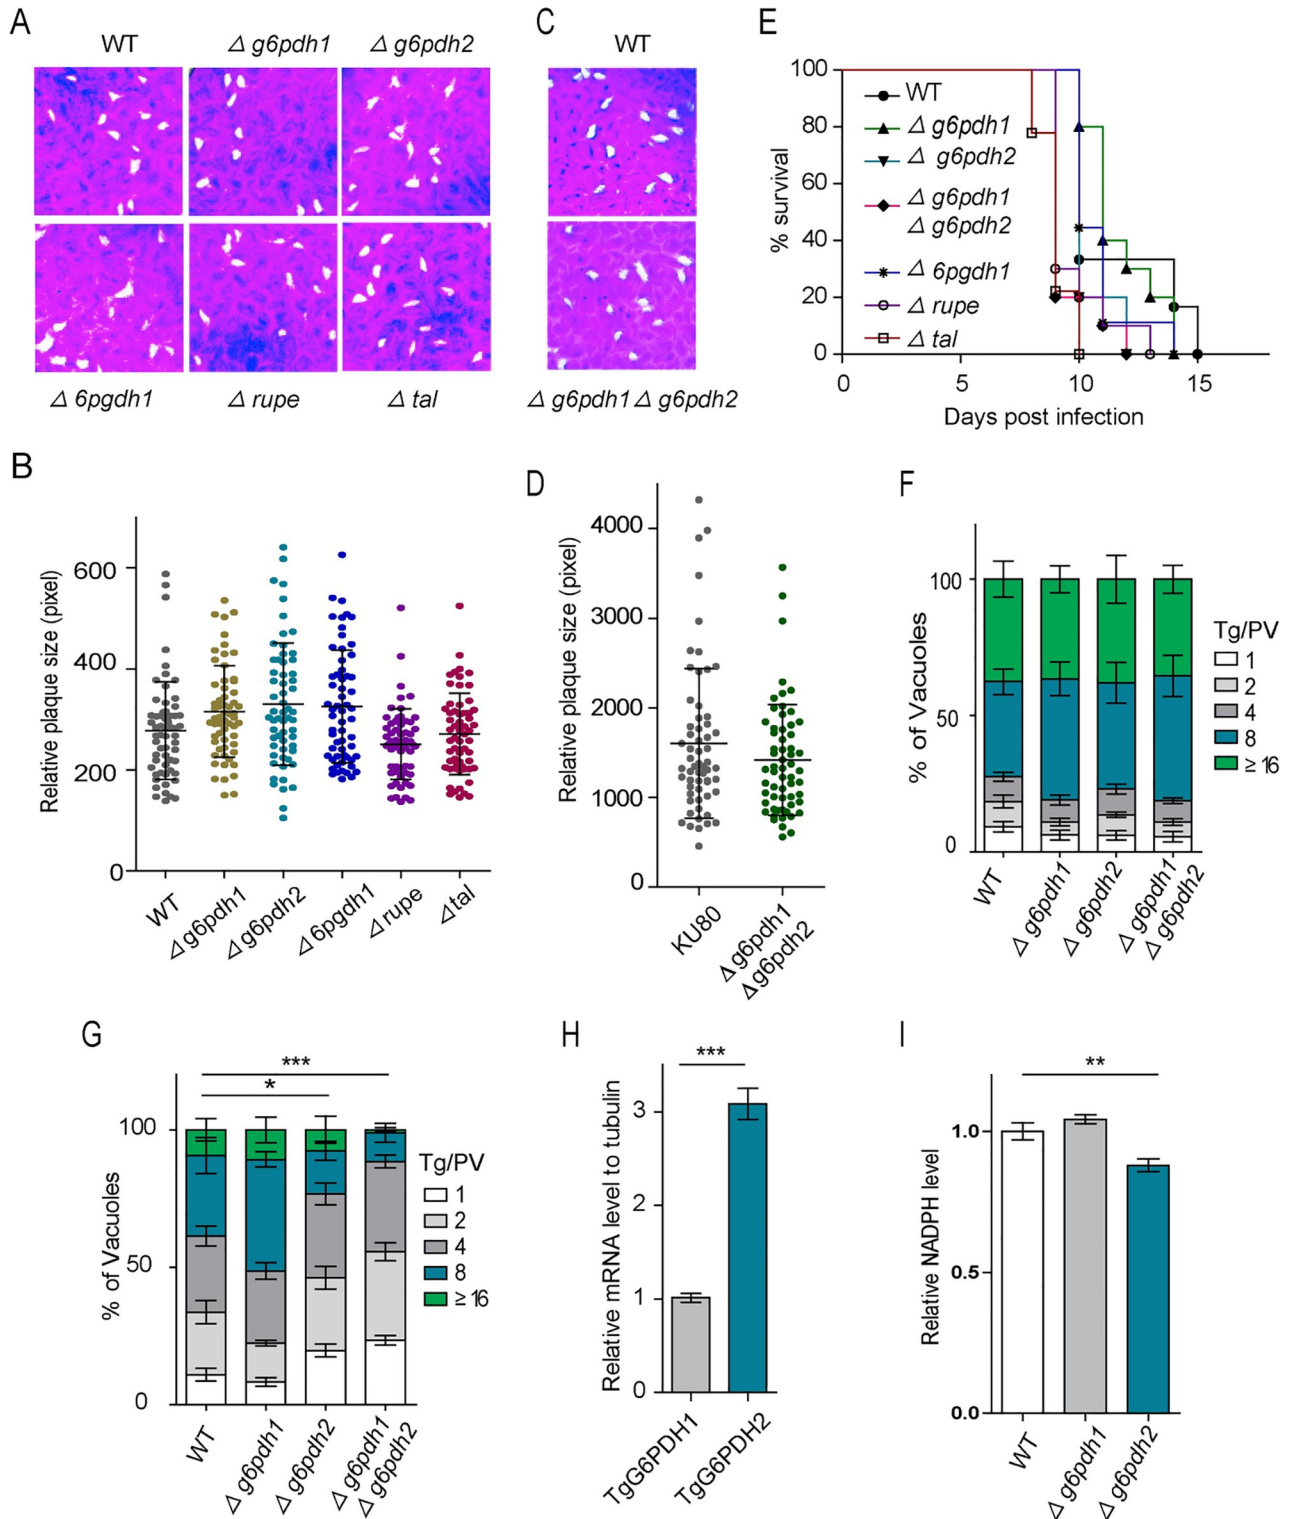 A
WT
Δ g6pdh1
Δ g6pdh2
Δ 6pgdh1
Δ rupe
Δ tal
C
WT
Δ g6pdh1 Δ g6pdh2
E
% survival
100
80
60
40
20
0
0
5
10
15
Days post infection
WT
Δ g6pdh1
Δ g6pdh2
Δ g6pdh1
Δ g6pdh2
Δ 6pgdh1
Δ rupe
Δ tal
B
Relative plaque size (pixel)
600
400
200
0
WT
Δg6pdh1
Δg6pdh2
Δ6pgdh1
Δrupe
Δtal
D
Relative plaque size (pixel)
4000
3000
2000
1000
0
KU80
Δg6pdh1
Δg6pdh2
F
% of Vacuoles
100
50
0
WT
Δ g6pdh1
Δ g6pdh2
Δ g6pdh1
Δ g6pdh2
Tg/PV
1
2
4
8
≥ 16
G
***
*
% of Vacuoles
100
50
0
WT
Δ g6pdh1
Δ g6pdh2
Δ g6pdh1
Δ g6pdh2
Tg/PV
1
2
4
8
≥ 16
H
***
Relative mRNA level to tubulin
3
2
1
0
TgG6PDH1
TgG6PDH2
I
**
Relative NADPH level
1.0
0.5
0.0
WT
Δ g6pdh1
Δ g6pdh2